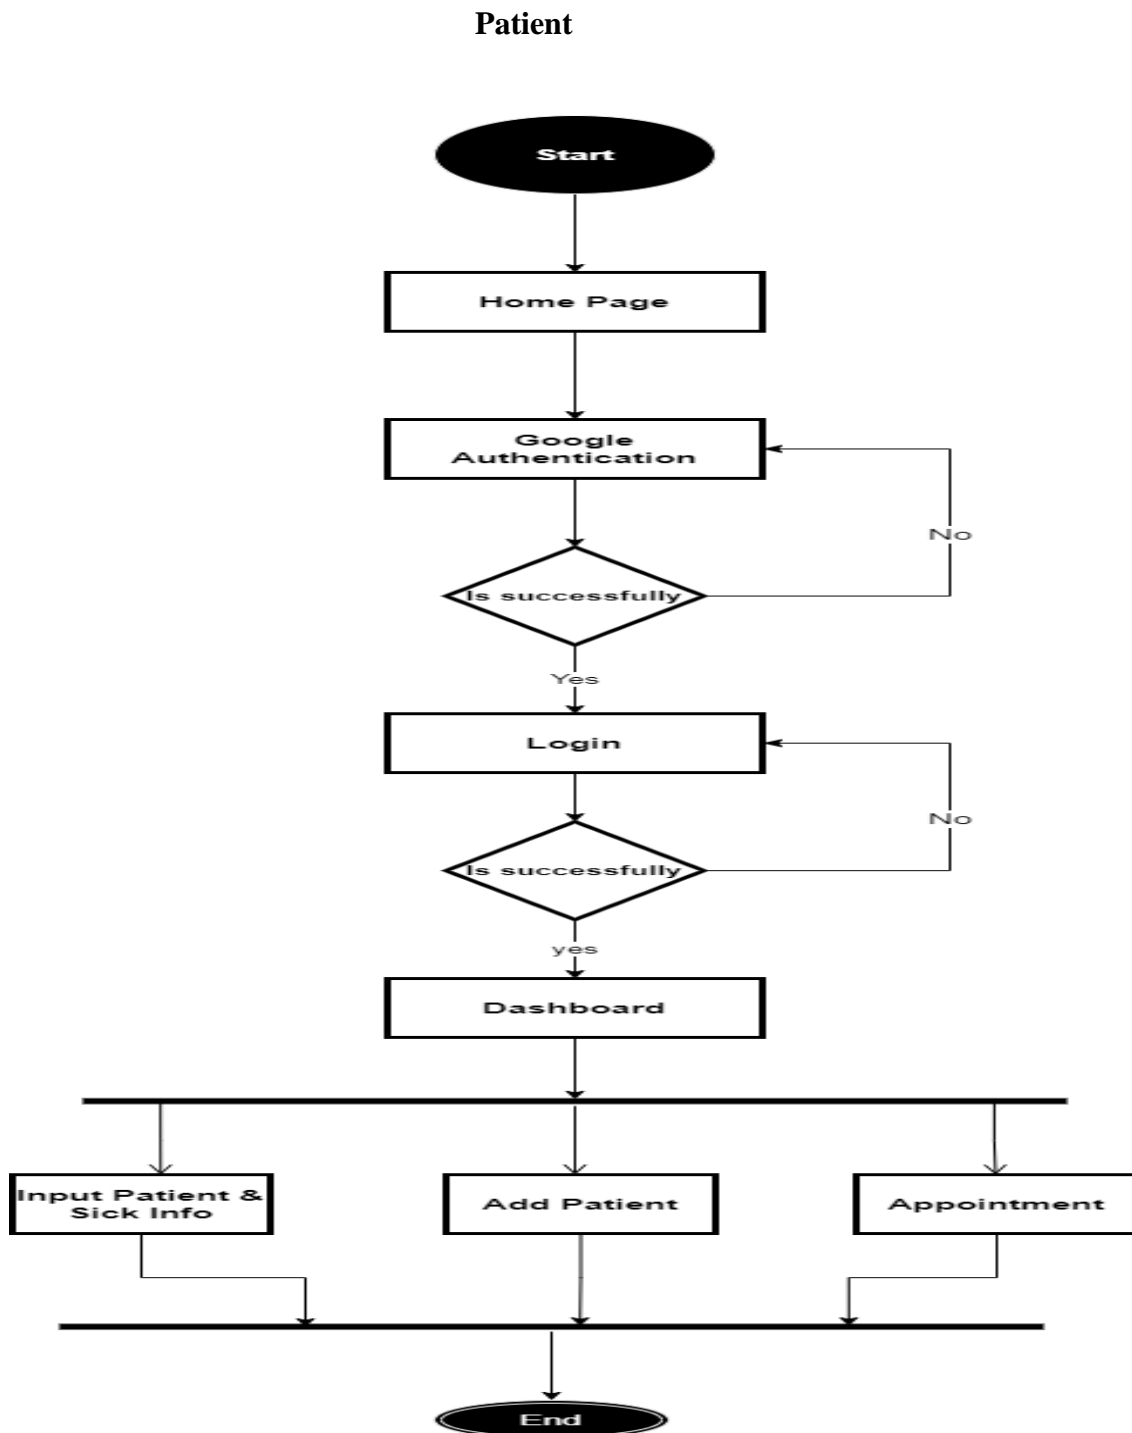 Patient
Start
Home Page
Google
Authentication
No
Is successfully
Yes
Login
No
Is successfully
yes
Dashboard
Input Patient &
Sick Info
Add Patient
Appointment
End